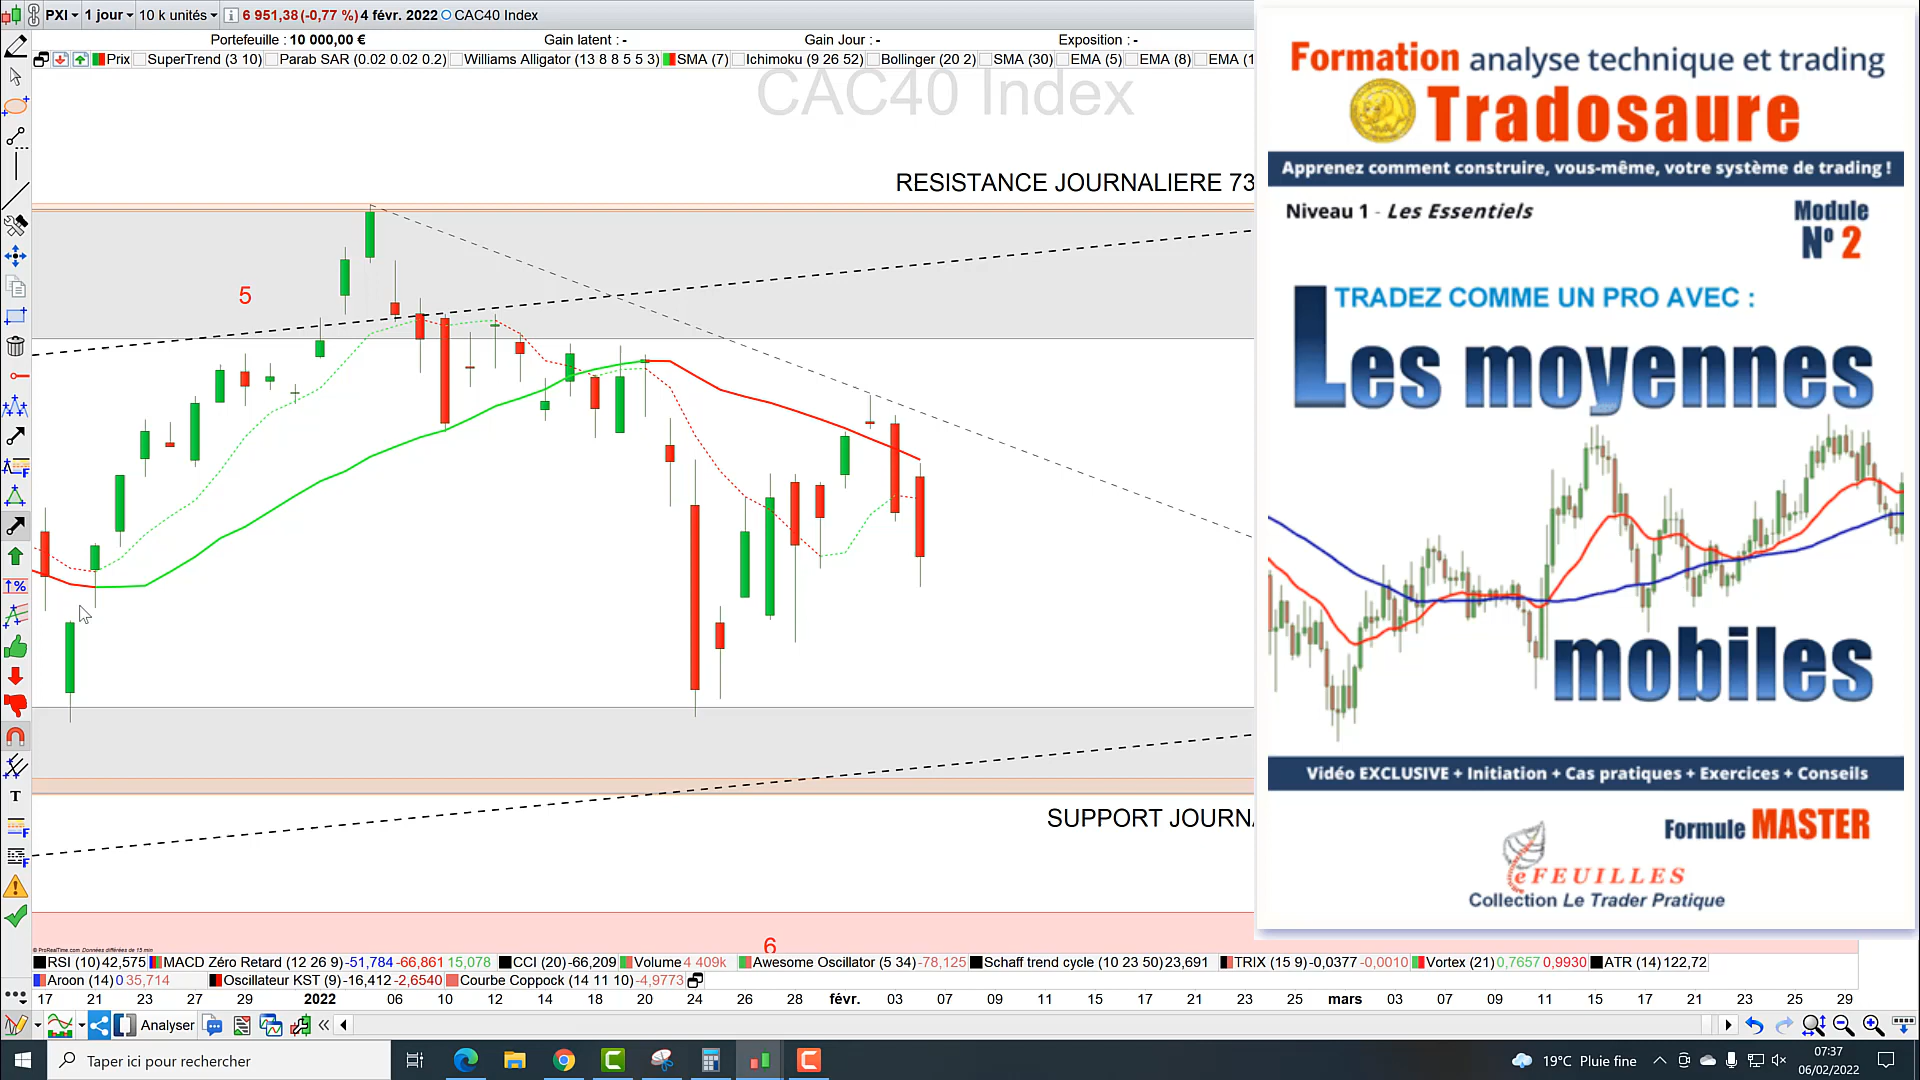 PXI 1 jour 10 k unités 6 951,38 (-0,77 %) 4 févr. 2022 CAC40 Index
Portefeuille : 10 000,00 € Gain latent : - Gain Jour : - Exposition : -
Prix SuperTrend (3 10) Parab SAR (0.02 0.02 0.2) Williams Alligator (13 8 8 5 5 3) SMA (7) Ichimoku (9 26 52) Bollinger (20 2) SMA (30) EMA (5) EMA (8) EMA (1
CAC40 Index
RESISTANCE JOURNALIERE 73
5
SUPPORT JOURN
6
© ProRealTime.com Données différées de 15 min
RSI (10) 42,575 MACD Zéro Retard (12 26 9) -51,784 -66,861 15,078 CCI (20) -66,209 Volume 4 409k Awesome Oscillator (5 34) -78,125 Schaff trend cycle (10 23 50) 23,691 TRIX (15 9) -0,0377 -0,0010 Vortex (21) 0,7657 0,9930 ATR (14) 122,72
Aroon (14) 0 35,714 Oscillateur KST (9) -16,412 -2,6540 Courbe Coppock (14 11 10) -4,9773
17 21 23 27 29 2022 06 10 12 14 18 20 24 26 28 févr. 03 07 09 11 15 17 21 23 25 mars 03 07 09 11 15 17 21 23 25 29
Analyser
Taper ici pour rechercher
19°C Pluie fine
07:37
06/02/2022
Formation analyse technique et trading
Tradosaure
Apprenez comment construire, vous-même, votre système de trading !
Niveau 1 - Les Essentiels
Module
N° 2
TRADEZ COMME UN PRO AVEC :
Les moyennes
mobiles
Vidéo EXCLUSIVE + Initiation + Cas pratiques + Exercices + Conseils
Formule MASTER
eFEUILLES
Collection Le Trader Pratique